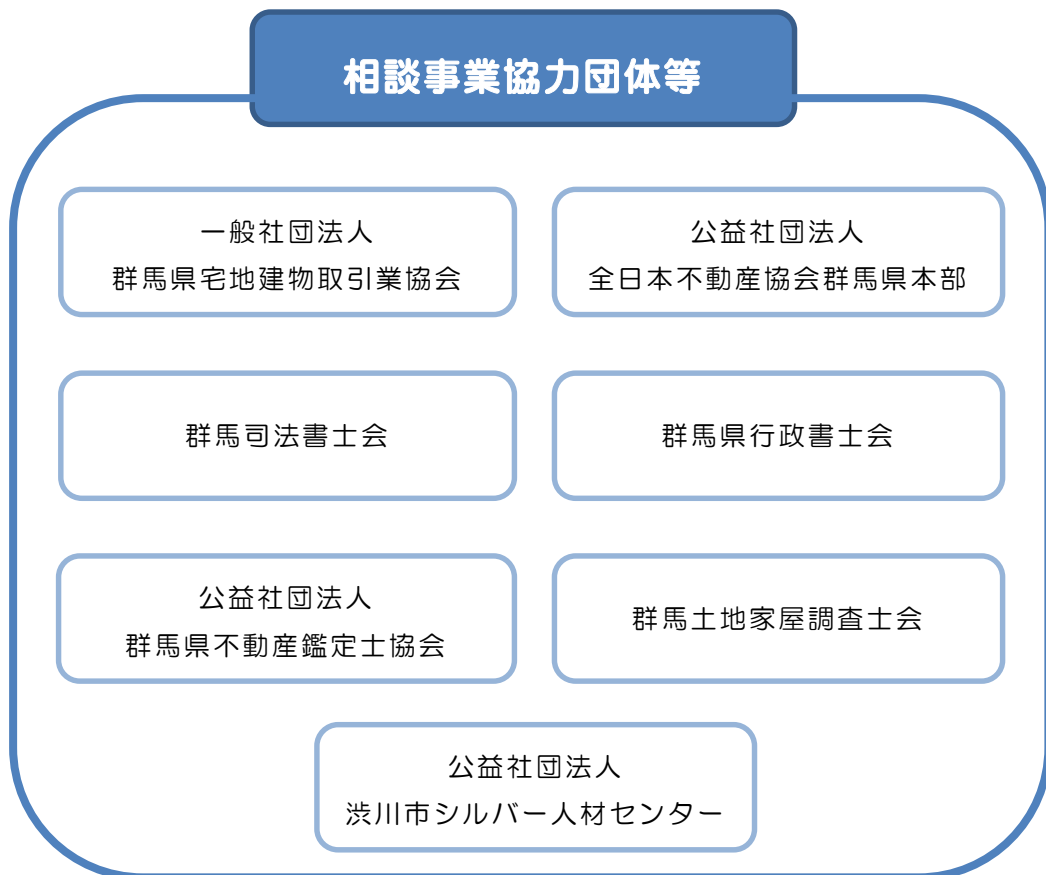 相談事業協力団体等
一般社団法人
群馬県宅地建物取引業協会
公益社団法人
全日本不動産協会群馬県本部
群馬司法書士会
群馬県行政書士会
公益社団法人
群馬県不動産鑑定士協会
群馬土地家屋調査士会
公益社団法人
渋川市シルバー人材センター